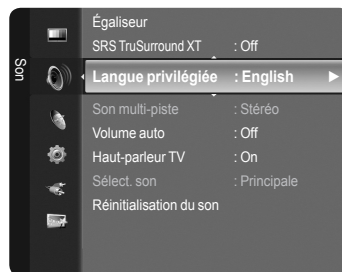 Son
Égaliseur
SRS TruSurround XT : Off
Langue privilégiée : English
Son multi-piste : Stéréo
Volume auto : Off
Haut-parleur TV : On
Sélect. son : Principale
Réinitialisation du son